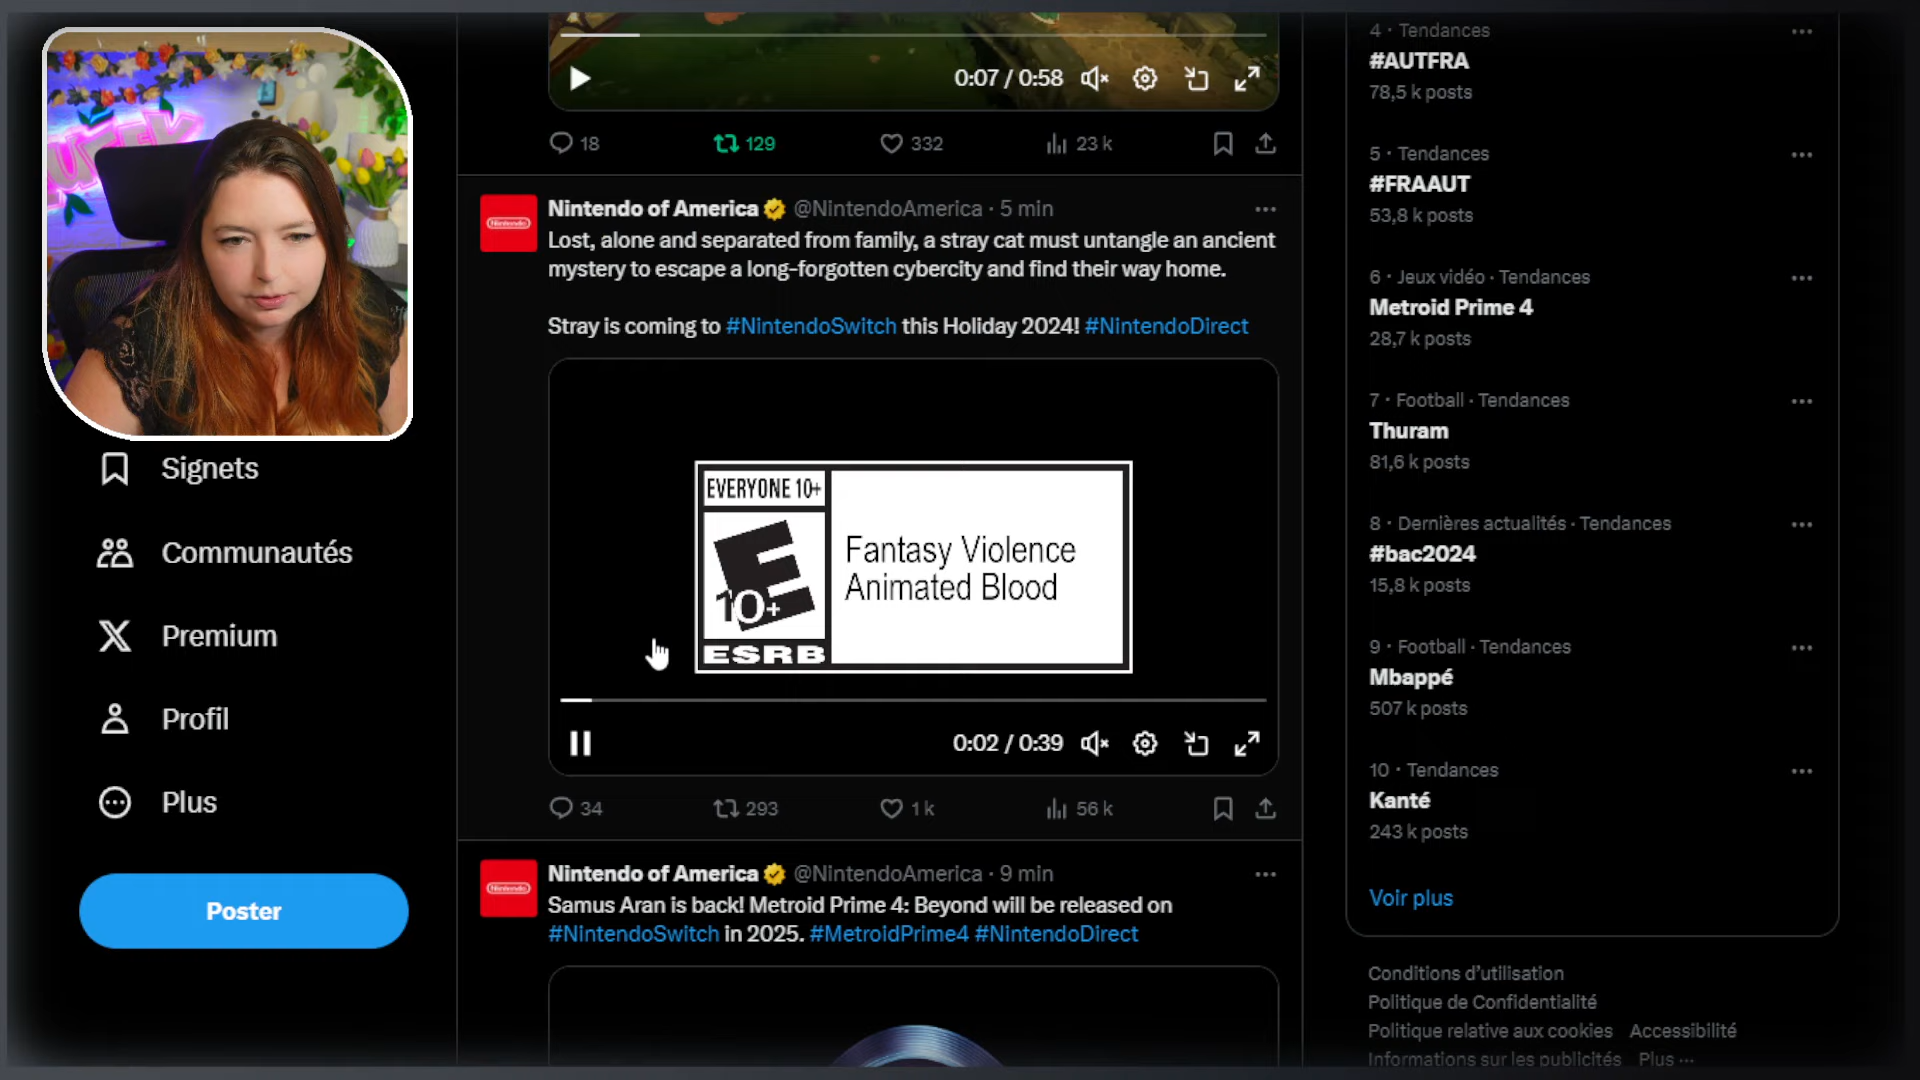 Signets
Communautés
Premium
Profil
Plus
Poster
0:07 / 0:58
18
129
332
23 k
Nintendo
Nintendo of America @NintendoAmerica · 5 min
Lost, alone and separated from family, a stray cat must untangle an ancient
mystery to escape a long-forgotten cybercity and find their way home.
Stray is coming to #NintendoSwitch this Holiday 2024! #NintendoDirect
EVERYONE 10+
E
10+
ESRB
Fantasy Violence
Animated Blood
0:02 / 0:39
34
293
1 k
56 k
Nintendo
Nintendo of America @NintendoAmerica · 9 min
Samus Aran is back! Metroid Prime 4: Beyond will be released on
#NintendoSwitch in 2025. #MetroidPrime4 #NintendoDirect
4 · Tendances
#AUTFRA
78,5 k posts
5 · Tendances
#FRAAUT
53,8 k posts
6 · Jeux vidéo · Tendances
Metroid Prime 4
28,7 k posts
7 · Football · Tendances
Thuram
81,6 k posts
8 · Dernières actualités · Tendances
#bac2024
15,8 k posts
9 · Football · Tendances
Mbappé
507 k posts
10 · Tendances
Kanté
243 k posts
Voir plus
Conditions d'utilisation
Politique de Confidentialité
Politique relative aux cookies Accessibilité
Informations sur les publicités Plus ...